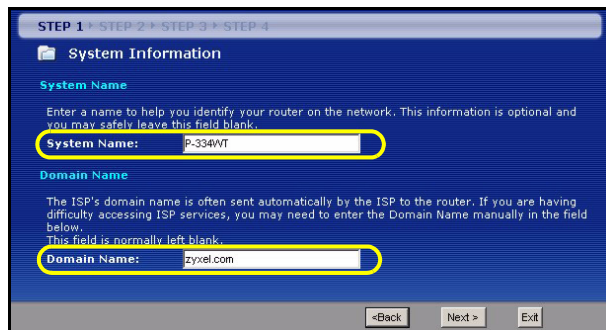 STEP 1 ‣ STEP 2 ‣ STEP 3 ‣ STEP 4
System Information
System Name
Enter a name to help you identify your router on the network. This information is optional and
you may safely leave this field blank.
System Name: P-334WT
Domain Name
The ISP's domain name is often sent automatically by the ISP to the router. If you are having
difficulty accessing ISP services, you may need to enter the Domain Name manually in the field
below.
This field is normally left blank.
Domain Name: zyxel.com
<Back Next > Exit